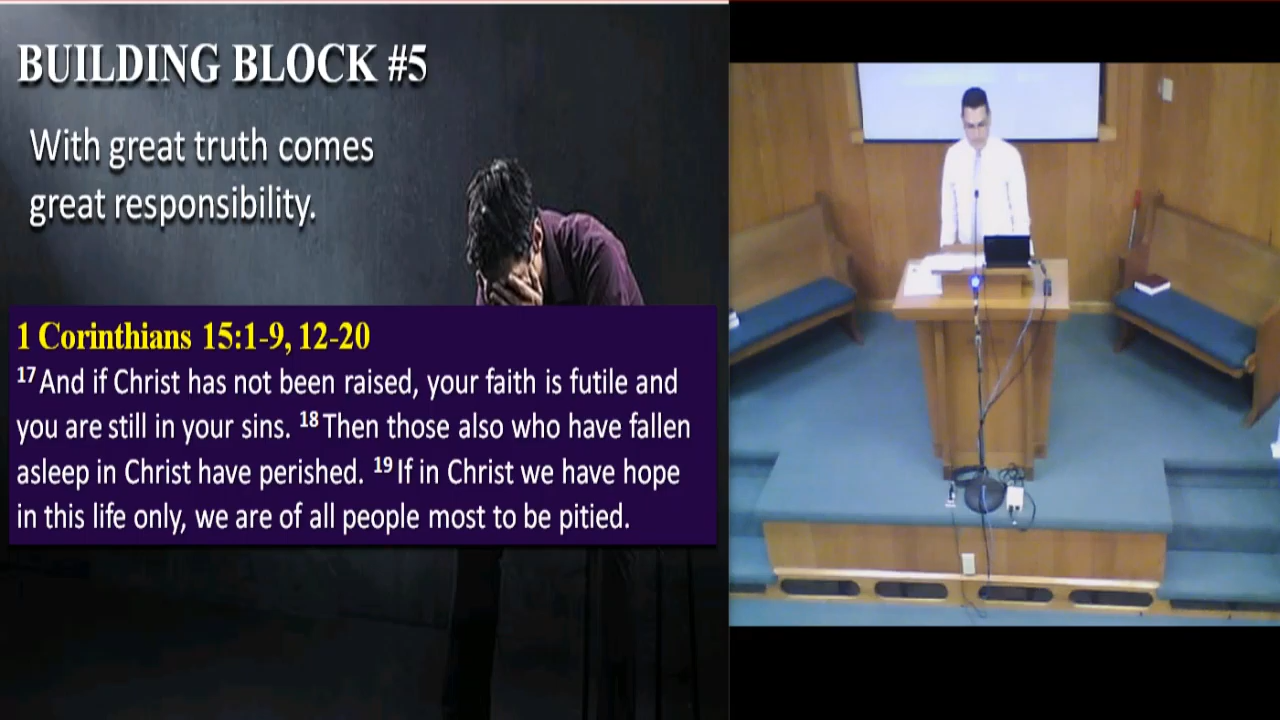 BUILDING BLOCK #5
With great truth comes
great responsibility.
1 Corinthians 15:1-9, 12-20
17 And if Christ has not been raised, your faith is futile and
you are still in your sins. 18 Then those also who have fallen
asleep in Christ have perished. 19 If in Christ we have hope
in this life only, we are of all people most to be pitied.